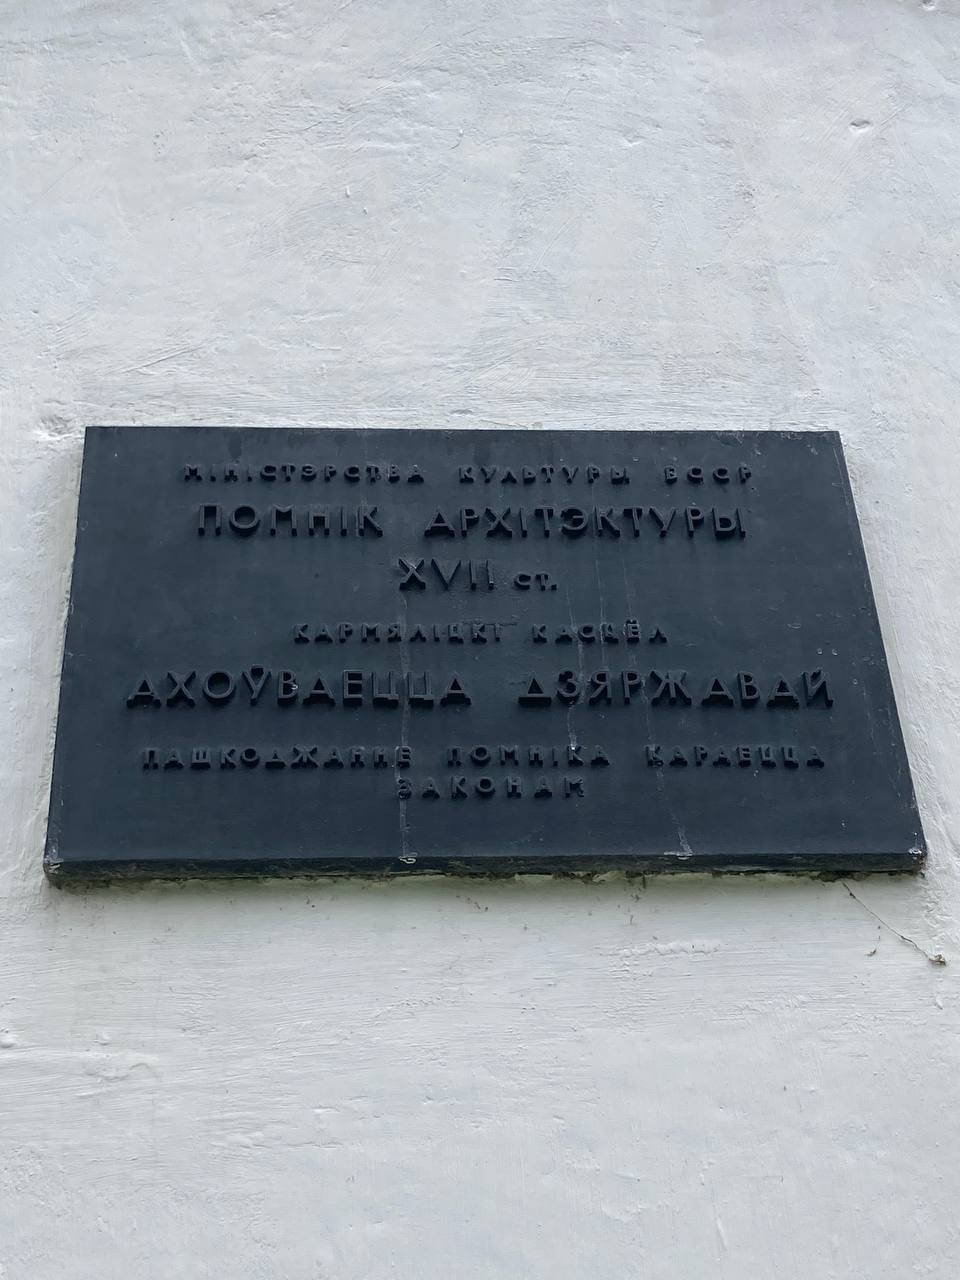 МІНІСТЭРСТВА КУЛЬТУРЫ БССР
ПОМНІК АРХІТЭКТУРЫ
XVII ст.
КАРМЯЛІЦКІ КАСЦЁЛ
АХОЎВАЕЦЦА ДЗЯРЖАВАЙ
ПАШКОДЖАННЕ ПОМНІКА КАРАЕЦЦА
ЗАКОНАМ